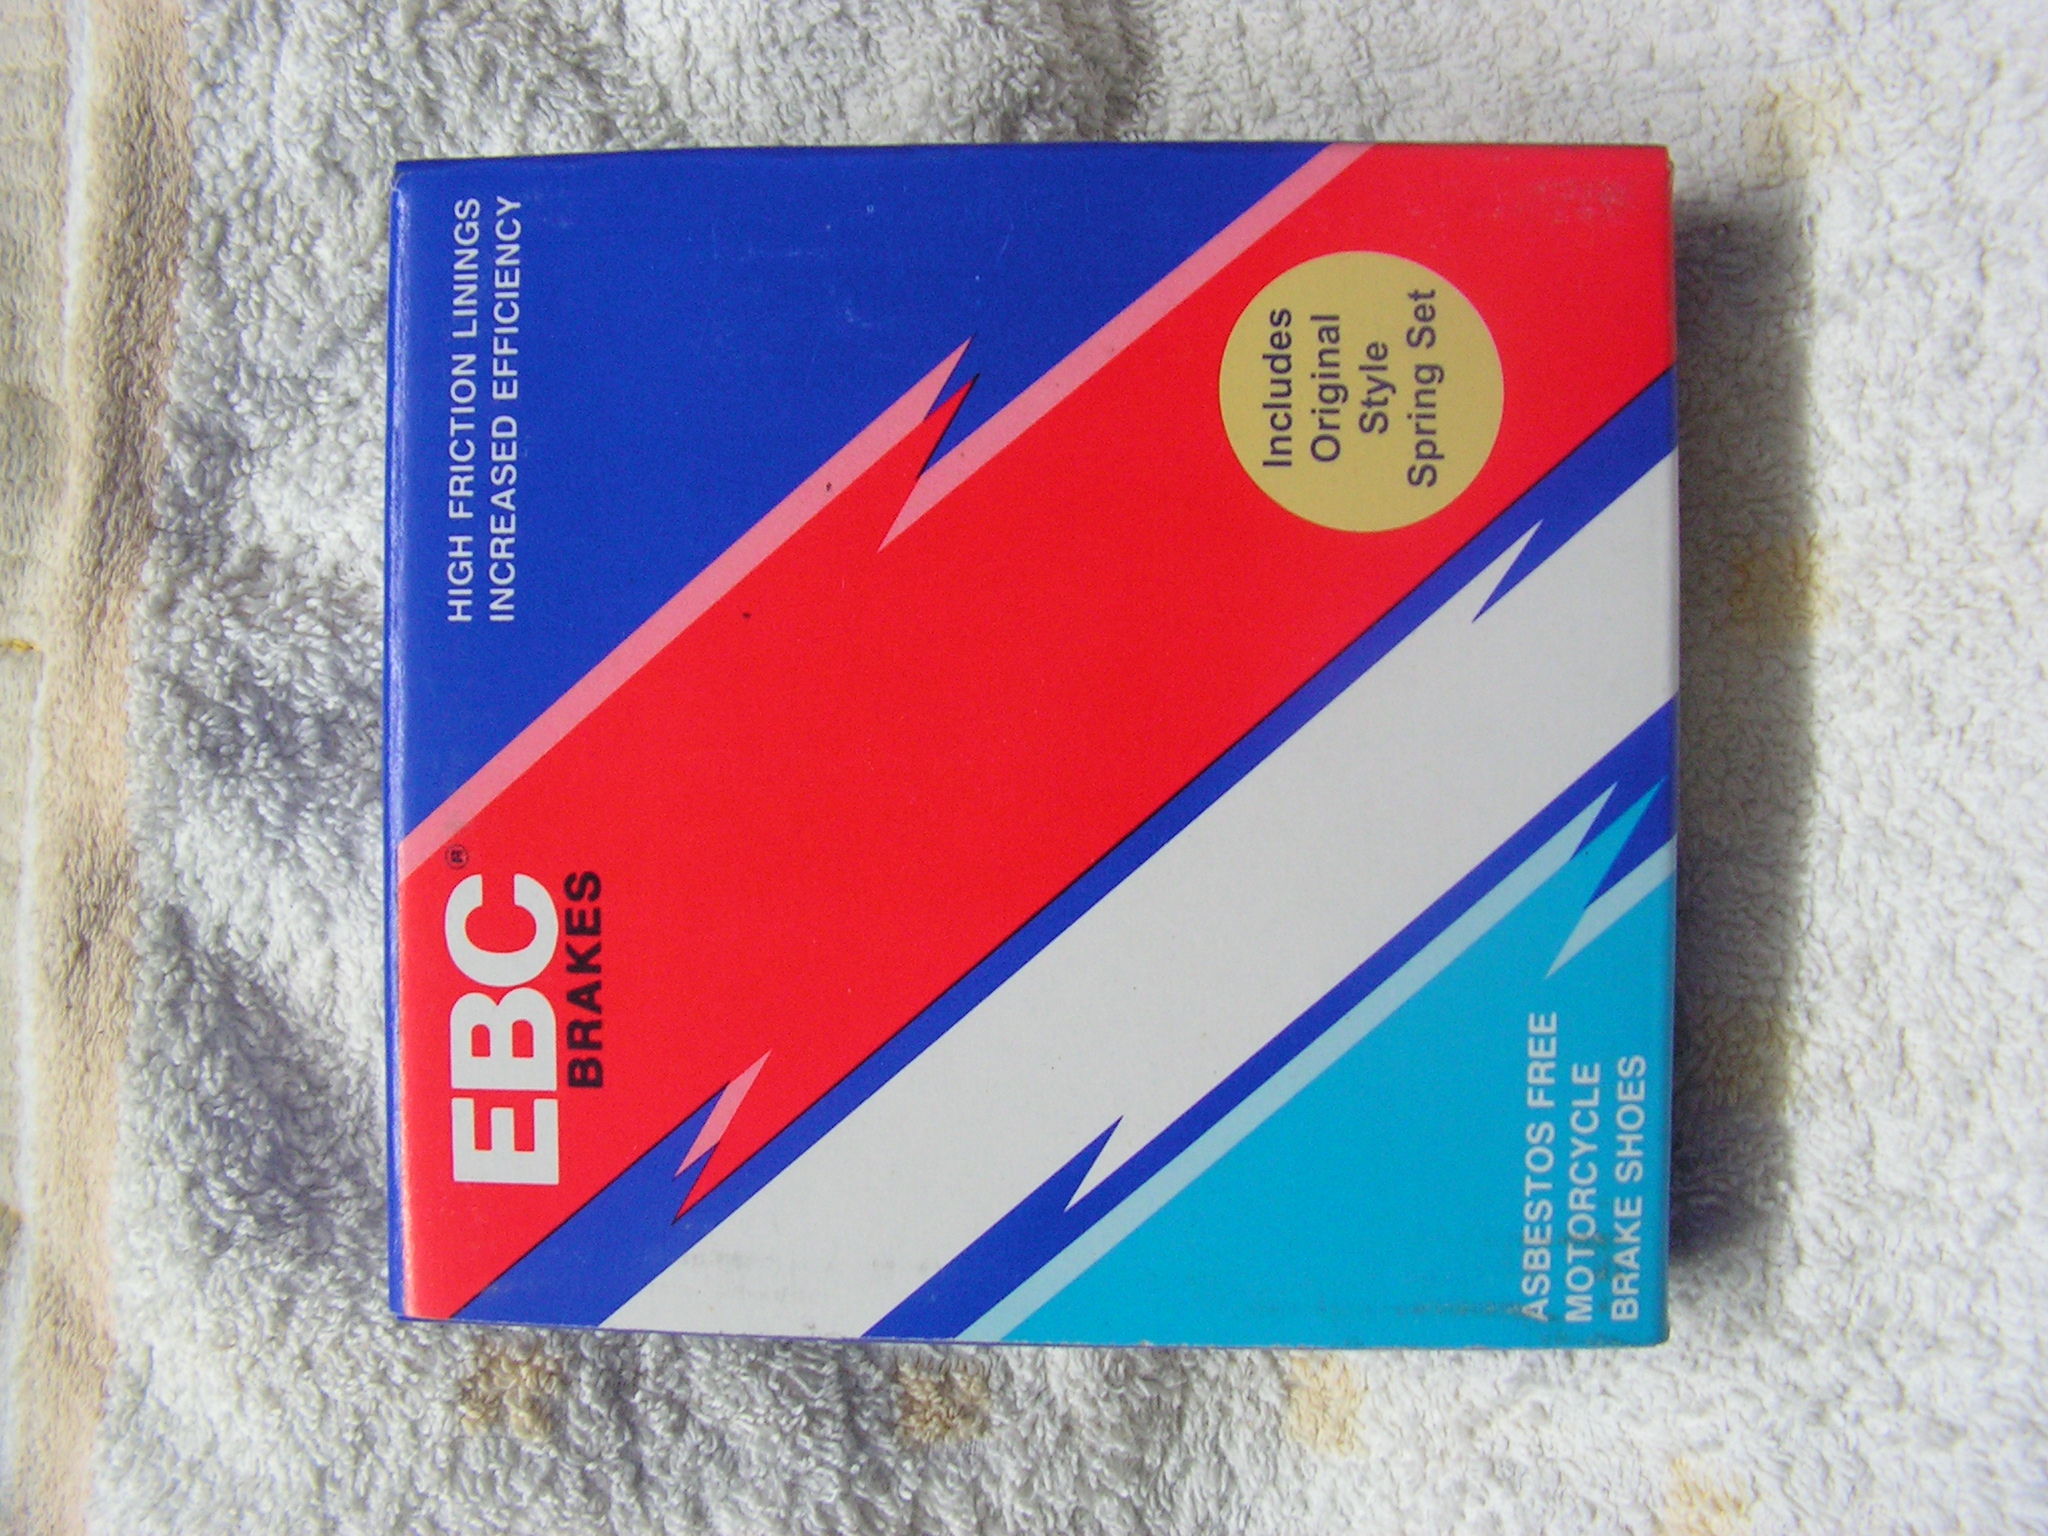 EBC®
BRAKES
HIGH FRICTION LININGS
INCREASED EFFICIENCY
Includes
Original
Style
Spring Set
ASBESTOS FREE
MOTORCYCLE
BRAKE SHOES